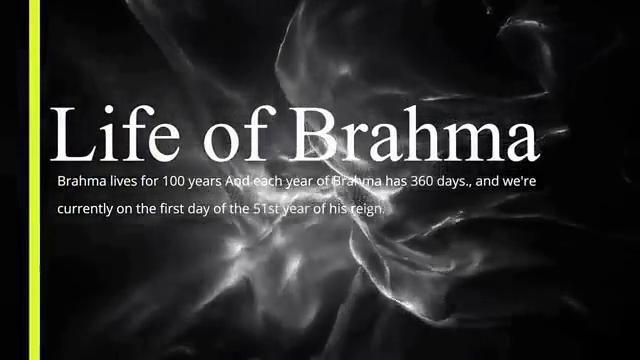 Life of Brahma
Brahma lives for 100 years And each year of Brahma has 360 days., and we're
currently on the first day of the 51st year of his reign.